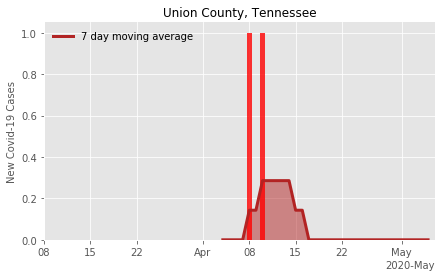 Union County, Tennessee
7 day moving average
New Covid-19 Cases
1.0
0.8
0.6
0.4
0.2
0.0
08 15 22 Apr 08 15 22 May
2020-May